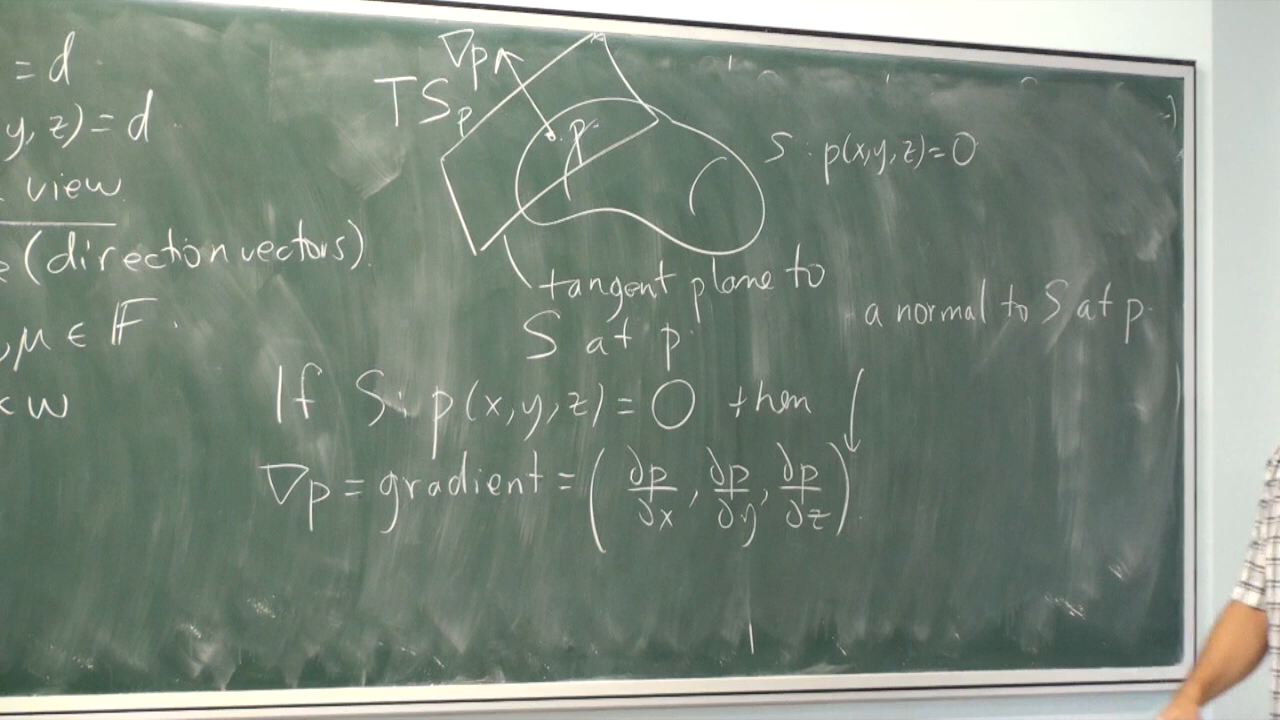 = d
y, z) = d
view
(direction vectors).
μ ∈ F.
w
∇p
TSp
p
S : p(x,y,z)=0
tangent plane to
S at p.
a normal to S at p.
If S: p(x,y,z)=0 then
∇p = gradient = (∂p/∂x, ∂p/∂y, ∂p/∂z).